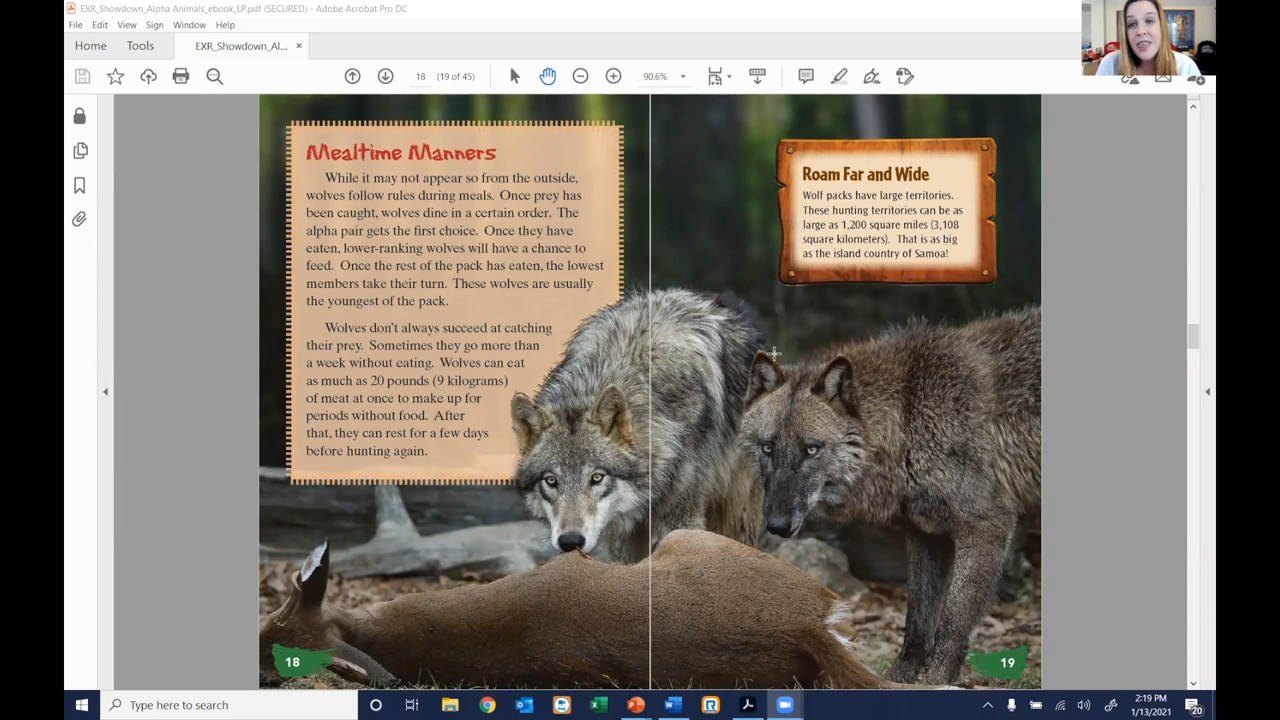 EXR_Showdown_Alpha Animals_ebook_LP.pdf (SECURED) - Adobe Acrobat Pro DC
File Edit View Sign Window Help
Home Tools EXR_Showdown_Al... ×
18 (19 of 45) 90.6%
Mealtime Manners
While it may not appear so from the outside,
wolves follow rules during meals. Once prey has
been caught, wolves dine in a certain order. The
alpha pair gets the first choice. Once they have
eaten, lower-ranking wolves will have a chance to
feed. Once the rest of the pack has eaten, the lowest
members take their turn. These wolves are usually
the youngest of the pack.
Wolves don't always succeed at catching
their prey. Sometimes they go more than
a week without eating. Wolves can eat
as much as 20 pounds (9 kilograms)
of meat at once to make up for
periods without food. After
that, they can rest for a few days
before hunting again.
Roam Far and Wide
Wolf packs have large territories.
These hunting territories can be as
large as 1,200 square miles (3,108
square kilometers). That is as big
as the island country of Samoa!
18
19
Type here to search
2:19 PM
1/13/2021
20